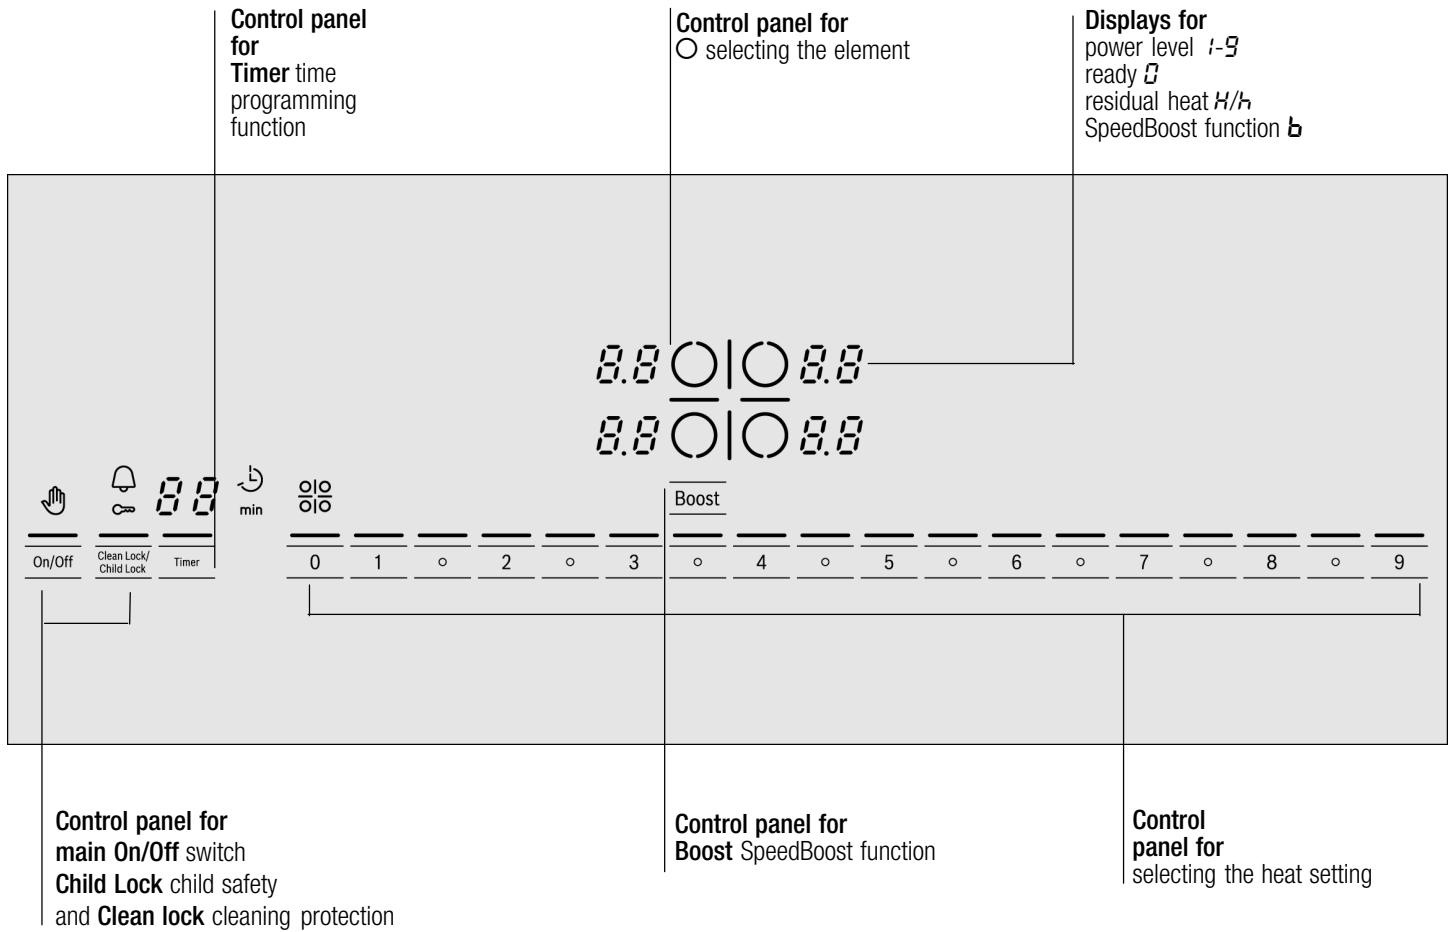 Control panel
for
Timer time
programming
function
Control panel for
selecting the element
Displays for
power level 1-9
ready 0
residual heat H/h
SpeedBoost function b
8.8 8.8
8.8 8.8
88
min
Boost
On/Off
Clean Lock/
Child Lock
Timer
0 1 2 3 4 5 6 7 8 9
Control panel for
main On/Off switch
Child Lock child safety
and Clean lock cleaning protection
Control panel for
Boost SpeedBoost function
Control
panel for
selecting the heat setting